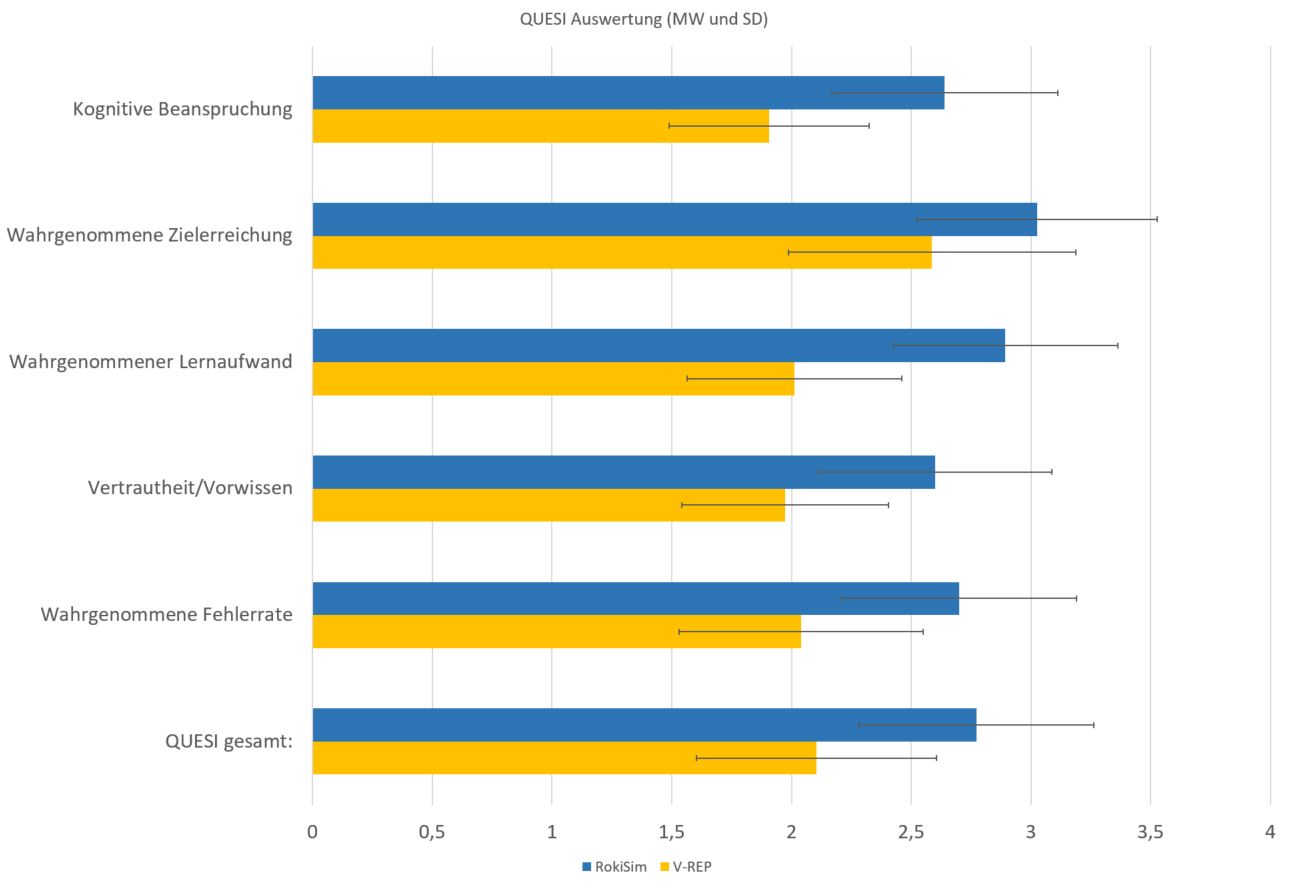 QUESI Auswertung (MW und SD)
Kognitive Beanspruchung
Wahrgenommene Zielerreichung
Wahrgenommener Lernaufwand
Vertrautheit/Vorwissen
Wahrgenommene Fehlerrate
QUESI gesamt:
0 0,5 1 1,5 2 2,5 3 3,5 4
RokiSim V-REP